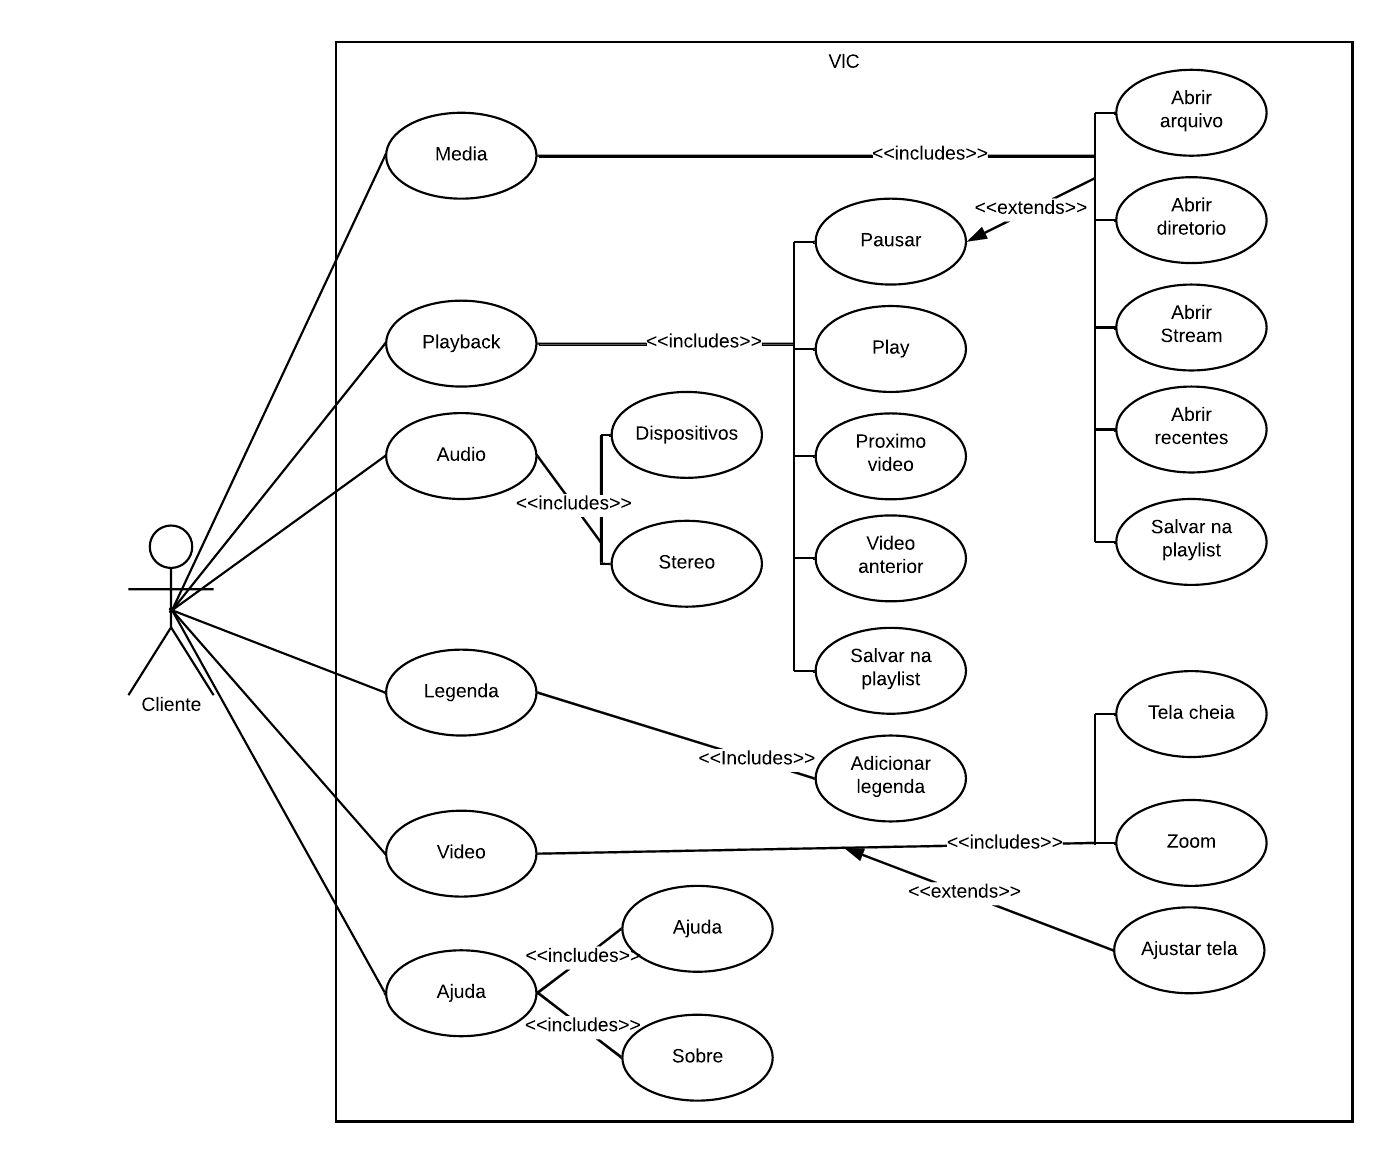 VIC
Abrir
arquivo
Media
<<includes>>
Abrir
diretorio
<<extends>>
Pausar
Abrir
Stream
Playback
<<includes>>
Play
Abrir
recentes
Dispositivos
Proximo
video
Audio
<<includes>>
Salvar na
playlist
Video
anterior
Stereo
Salvar na
playlist
Legenda
Cliente
Tela cheia
<<Includes>>
Adicionar
legenda
Video
<<includes>>
Zoom
<<extends>>
Ajuda
Ajustar tela
<<includes>>
Ajuda
<<includes>>
Sobre